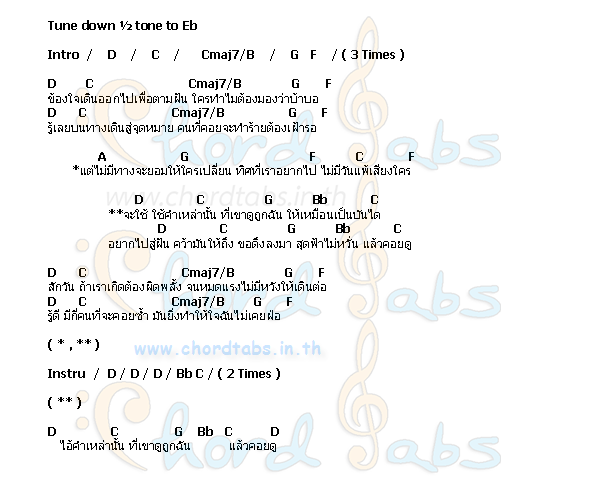 Tune down ½ tone to Eb
Intro / D / C / Cmaj7/B / G F / ( 3 Times )
D C Cmaj7/B G F
ข้องใจเดินออกไปเพื่อตามฝัน ใครทำไมต้องมองว่าบ้าบอ
D C Cmaj7/B G F
รู้เลยบนทางเดินสู่จุดหมาย คนที่คอยจะทำร้ายต้องเฝ้ารอ
A G F C F
*แต่ไม่มีทางจะยอมให้ใครเปลี่ยน ทิศที่เราอยากไป ไม่มีวันแพ้เสียงใคร
www.chordtabs.in.th
D C G Bb C
**จะใช้ ใช้คำเหล่านั้น ที่เขาดูถูกฉัน ให้เหมือนเป็นบันได
D C G Bb C
อยากไปสู่ฝัน คว้ามันให้ถึง ขอดึงลงมา สุดฟ้าไม่หวั่น แล้วคอยดู
D C Cmaj7/B G F
สักวัน ถ้าเราเกิดต้องผิดพลั้ง จนหมดแรงไม่มีหวังให้เดินต่อ
D C Cmaj7/B G F
รู้ดี มีกี่คนที่จะคอยซ้ำ มันยิ่งทำให้ใจฉันไม่เคยฝ่อ
( * , ** )
www.chordtabs.in.th
Instru / D / D / D / Bb C / ( 2 Times )
( ** )
D C G Bb C D
ไอ้คำเหล่านั้น ที่เขาดูถูกฉัน แล้วคอยดู
Chord Tabs
Chord Tabs
Chord Tabs